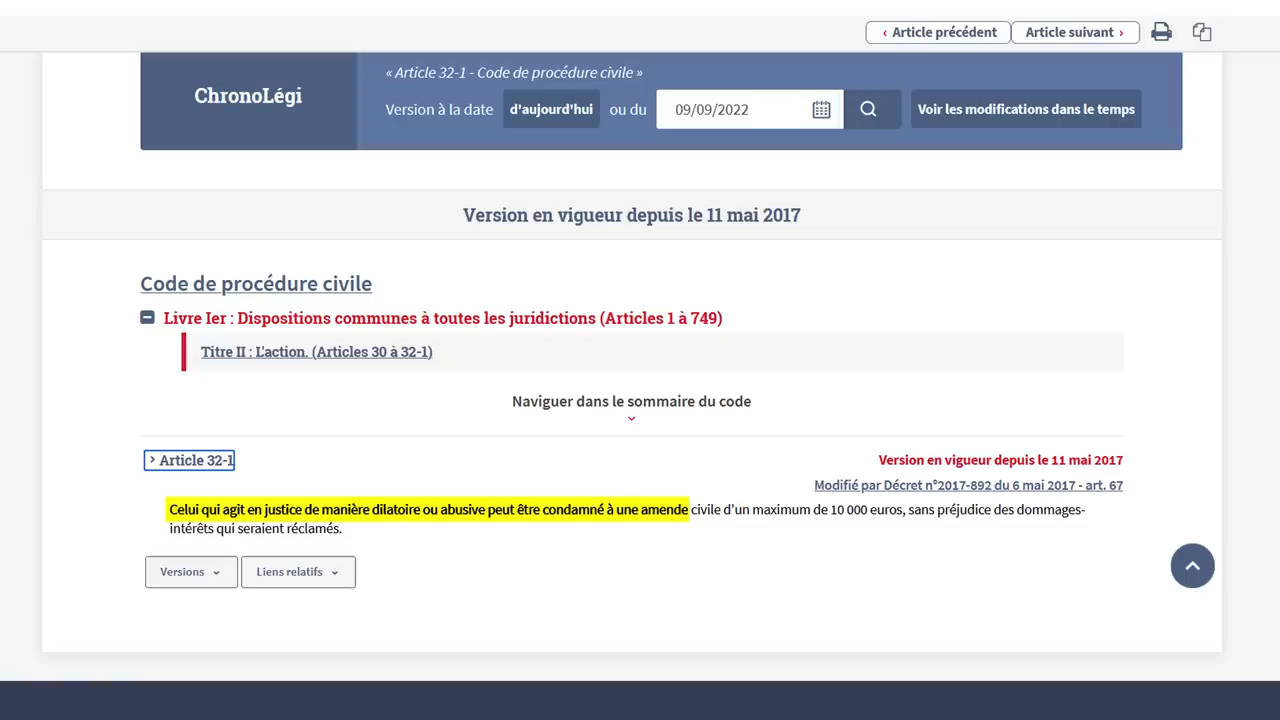 ‹ Article précédent
Article suivant ›
« Article 32-1 - Code de procédure civile »
ChronoLégi
Version à la date d'aujourd'hui ou du 09/09/2022 Voir les modifications dans le temps
Version en vigueur depuis le 11 mai 2017
Code de procédure civile
Livre Ier : Dispositions communes à toutes les juridictions (Articles 1 à 749)
Titre II : L'action. (Articles 30 à 32-1)
Naviguer dans le sommaire du code
› Article 32-1
Version en vigueur depuis le 11 mai 2017
Modifié par Décret n°2017-892 du 6 mai 2017 - art. 67
Celui qui agit en justice de manière dilatoire ou abusive peut être condamné à une amende civile d'un maximum de 10 000 euros, sans préjudice des dommages-
intérêts qui seraient réclamés.
Versions
Liens relatifs